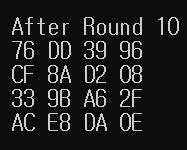 After Round 10
76 DD 39 96
CF 8A D2 08
33 9B A6 2F
AC E8 DA 0E